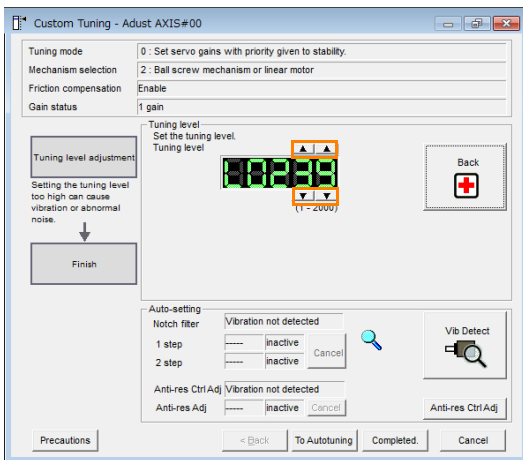 Custom Tuning - Adust AXIS#00
Tuning mode
0 : Set servo gains with priority given to stability.
Mechanism selection
2 : Ball screw mechanism or linear motor
Friction compensation
Enable
Gain status
1 gain
Tuning level adjustment
Setting the tuning level
too high can cause
vibration or abnormal
noise.
Finish
Tuning level
Set the tuning level.
Tuning level
L0239
(1 - 2000)
Back
Auto-setting
Notch filter
Vibration not detected
1 step
-----
inactive
2 step
-----
inactive
Cancel
Anti-res Ctrl Adj
Vibration not detected
Anti-res Adj
-----
inactive
Cancel
Vib Detect
Anti-res Ctrl Adj
Precautions
< Back
To Autotuning
Completed.
Cancel